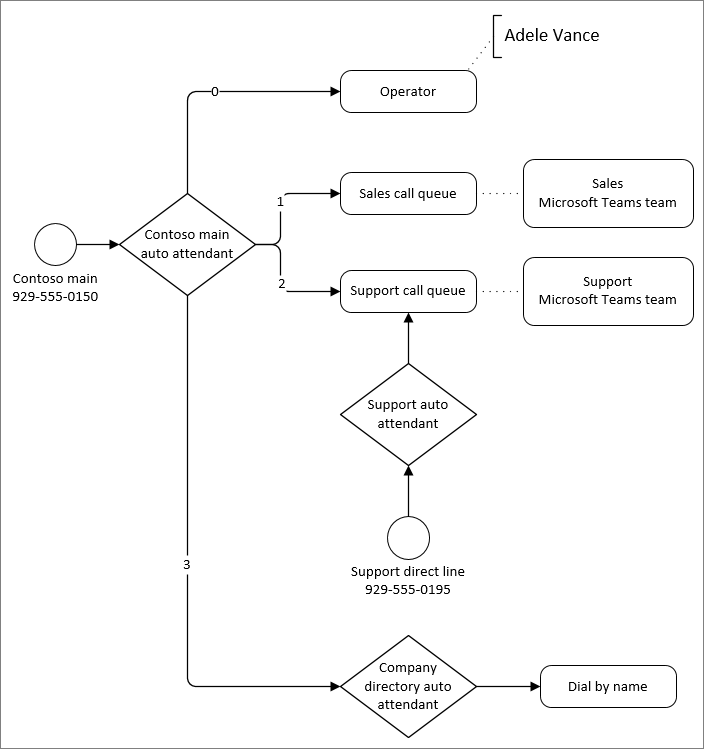 Adele Vance
0
Operator
1
Sales call queue
Sales
Microsoft Teams team
Contoso main
auto attendant
Contoso main
929-555-0150
2
Support call queue
Support
Microsoft Teams team
Support auto
attendant
3
Support direct line
929-555-0195
Company
directory auto
attendant
Dial by name